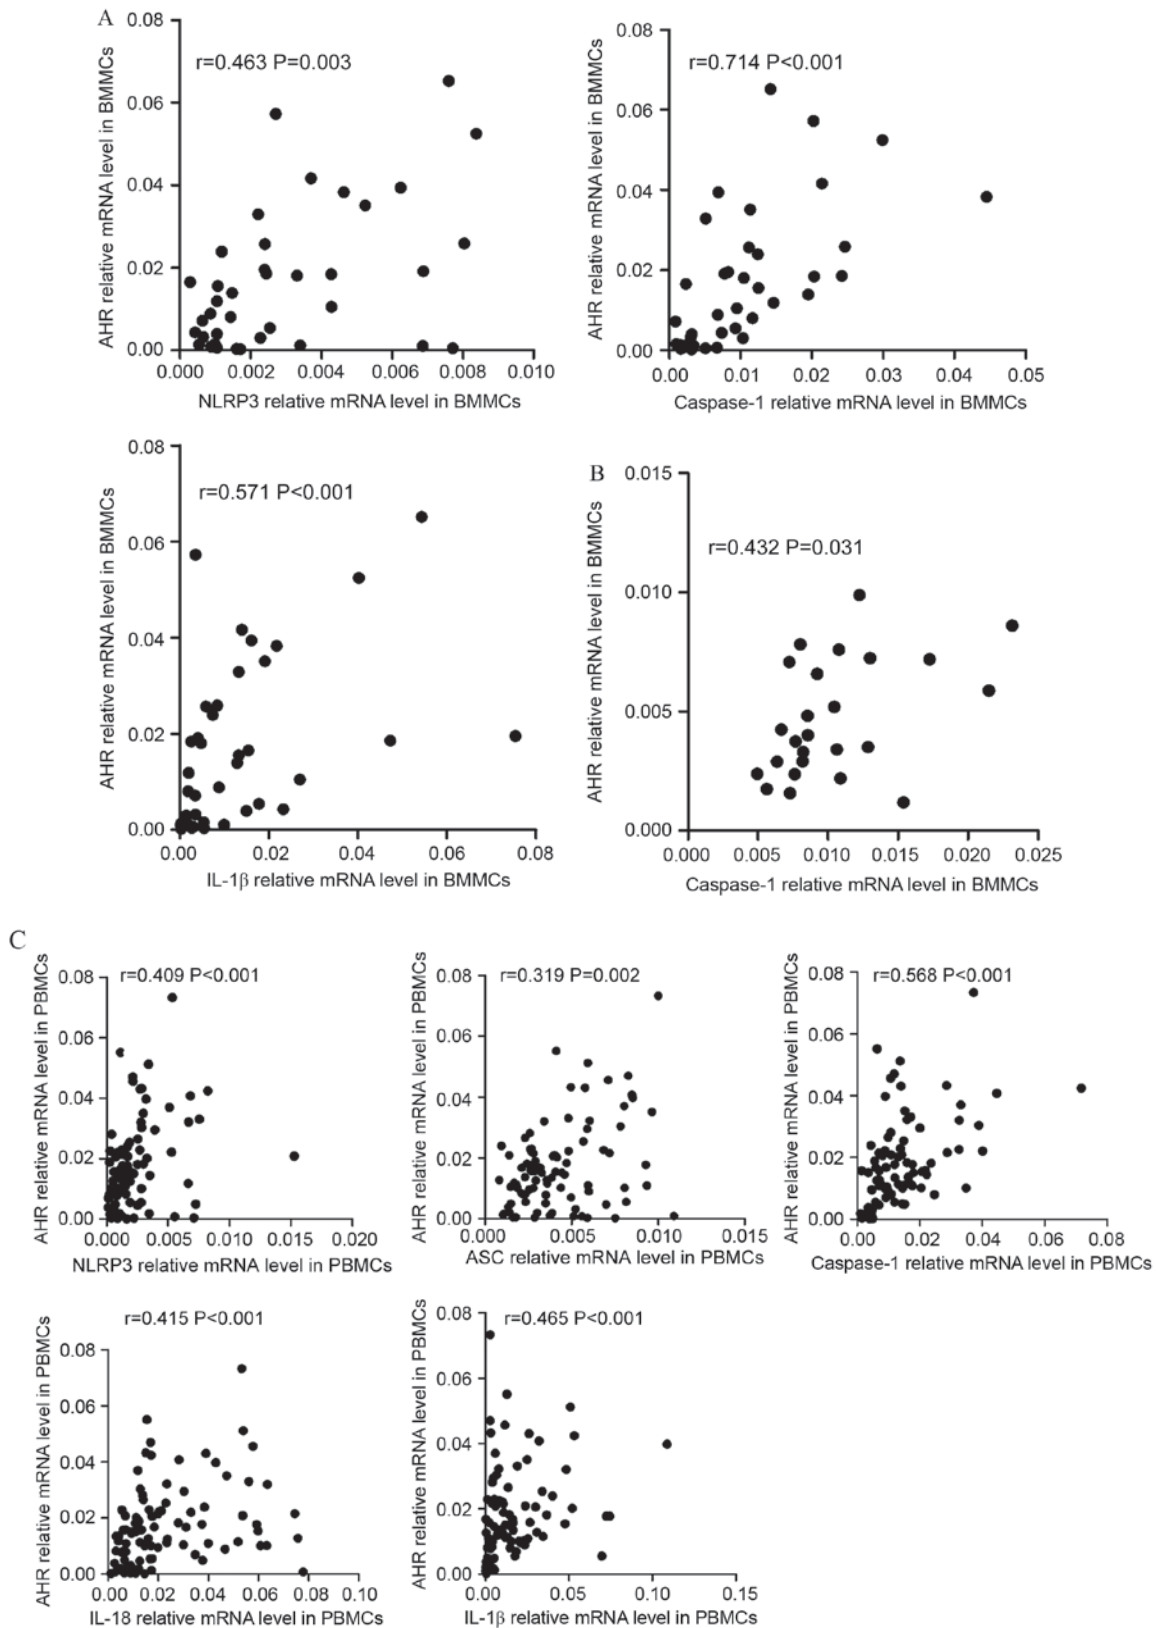 A
r=0.463 P=0.003
AHR relative mRNA level in BMMCs
0.08
0.06
0.04
0.02
0.00
0.000 0.002 0.004 0.006 0.008 0.010
NLRP3 relative mRNA level in BMMCs
r=0.714 P<0.001
AHR relative mRNA level in BMMCs
0.08
0.06
0.04
0.02
0.00
0.00 0.01 0.02 0.03 0.04 0.05
Caspase-1 relative mRNA level in BMMCs
r=0.571 P<0.001
AHR relative mRNA level in BMMCs
0.08
0.06
0.04
0.02
0.00
0.00 0.02 0.04 0.06 0.08
IL-1β relative mRNA level in BMMCs
B
r=0.432 P=0.031
AHR relative mRNA level in BMMCs
0.015
0.010
0.005
0.000
0.000 0.005 0.010 0.015 0.020 0.025
Caspase-1 relative mRNA level in BMMCs
C
r=0.409 P<0.001
AHR relative mRNA level in PBMCs
0.08
0.06
0.04
0.02
0.00
0.000 0.005 0.010 0.015 0.020
NLRP3 relative mRNA level in PBMCs
r=0.319 P=0.002
AHR relative mRNA level in PBMCs
0.08
0.06
0.04
0.02
0.00
0.000 0.005 0.010 0.015
ASC relative mRNA level in PBMCs
r=0.568 P<0.001
AHR relative mRNA level in PBMCs
0.08
0.06
0.04
0.02
0.00
0.00 0.02 0.04 0.06 0.08
Caspase-1 relative mRNA level in PBMCs
r=0.415 P<0.001
AHR relative mRNA level in PBMCs
0.08
0.06
0.04
0.02
0.00
0.00 0.02 0.04 0.06 0.08 0.10
IL-18 relative mRNA level in PBMCs
r=0.465 P<0.001
AHR relative mRNA level in PBMCs
0.08
0.06
0.04
0.02
0.00
0.00 0.05 0.10 0.15
IL-1β relative mRNA level in PBMCs